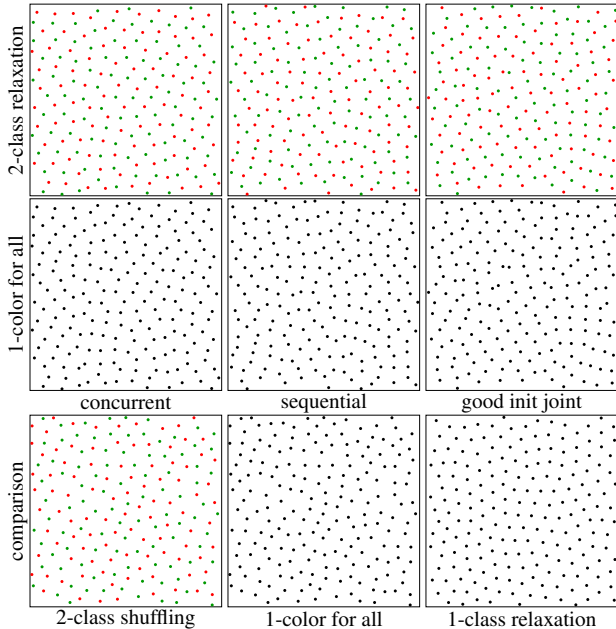 2-class relaxation
1-color for all
concurrent
sequential
good init joint
comparison
2-class shuffling
1-color for all
1-class relaxation